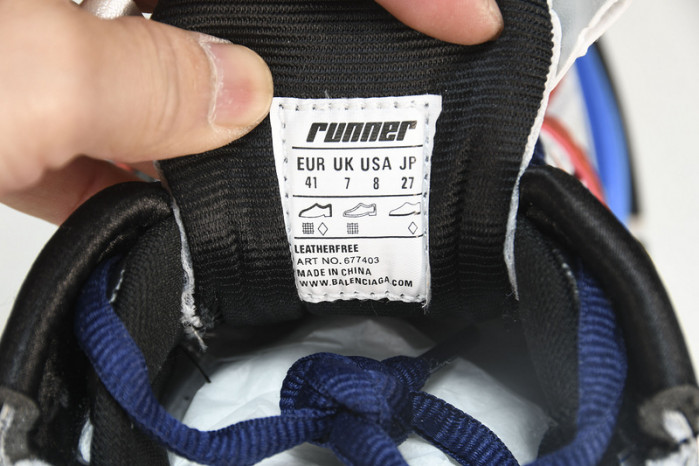 runner
EUR UK USA JP
41 7 8 27
LEATHERFREE
ART NO. 677403
MADE IN CHINA
WWW.BALENCIAGA.COM